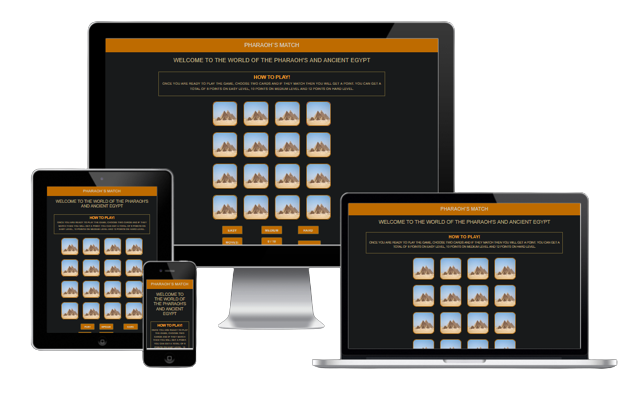 PHARAOH'S MATCH
WELCOME TO THE WORLD OF THE PHARAOH'S AND ANCIENT EGYPT
HOW TO PLAY!
ONCE YOU ARE READY TO PLAY THE GAME, CHOOSE TWO CARDS AND IF THEY MATCH THEN YOU WILL GET A POINT. YOU CAN GET A
TOTAL OF POINTS ON EASY LEVEL, 10 POINTS ON MEDIUM LEVEL AND 12 POINTS ON HARD LEVEL.
EASY MEDIUM HARD
PHARAOH'S MATCH
WELCOME TO THE WORLD OF THE PHARAOH'S
AND ANCIENT EGYPT
HOW TO PLAY!
EASY MEDIUM HARD
PHARAOH'S MATCH
WELCOME TO
THE WORLD OF
THE PHARAOH'S
AND ANCIENT
EGYPT
HOW TO PLAY!
PHARAOH'S MATCH
WELCOME TO THE WORLD OF THE PHARAOH'S AND ANCIENT EGYPT
HOW TO PLAY!
ONCE YOU ARE READY TO PLAY THE GAME, CHOOSE TWO CARDS AND IF THEY MATCH THEN YOU WILL GET A POINT. YOU CAN GET A
TOTAL OF POINTS ON EASY LEVEL, 10 POINTS ON MEDIUM LEVEL AND 12 POINTS ON HARD LEVEL.